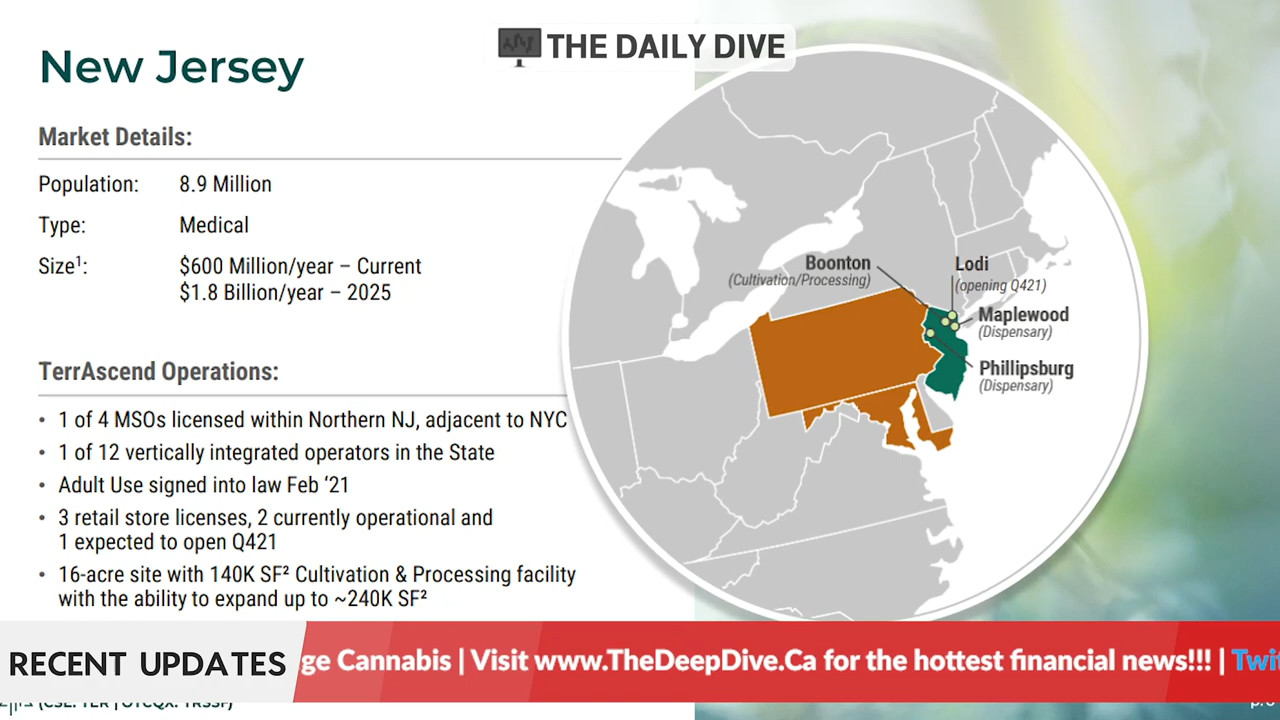 THE DAILY DIVE
New Jersey
Market Details:
Population: 8.9 Million
Type: Medical
Size¹: $600 Million/year – Current
$1.8 Billion/year – 2025
TerrAscend Operations:
• 1 of 4 MSOs licensed within Northern NJ, adjacent to NYC
• 1 of 12 vertically integrated operators in the State
• Adult Use signed into law Feb ‘21
• 3 retail store licenses, 2 currently operational and
1 expected to open Q421
• 16-acre site with 140K SF² Cultivation & Processing facility
with the ability to expand up to ~240K SF²
Boonton
(Cultivation/Processing)
Lodi
(opening Q421)
Maplewood
(Dispensary)
Phillipsburg
(Dispensary)
RECENT UPDATES
ge Cannabis | Visit www.TheDeepDive.Ca for the hottest financial news!!! | Twit
(CSE: TER | OTCQX: TRSSF)